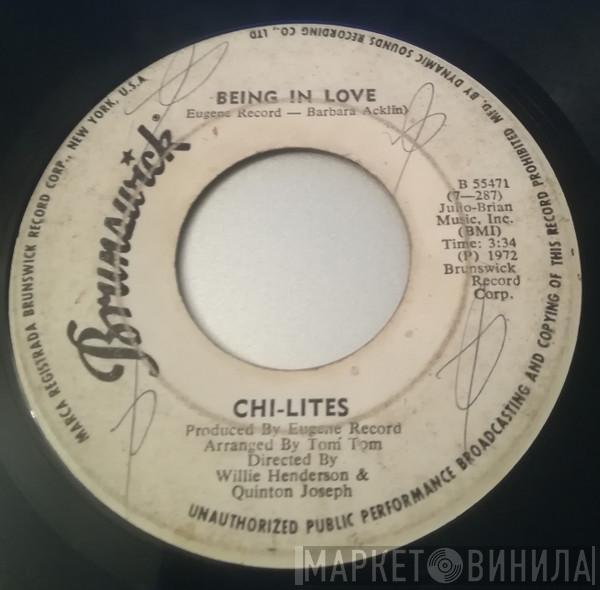 MARCA REGISTRADA BRUNSWICK RECORD CORP., NEW YORK, U.S.A
MFG. BY DYNAMIC SOUNDS RECORDING CO., LTD
UNAUTHORIZED PUBLIC PERFORMANCE BROADCASTING AND COPYING OF THIS RECORD PROHIBITED
Brunswick®
BEING IN LOVE
Eugene Record — Barbara Acklin)
B 55471
(7—287)
Julio-Brian
Music, Inc.
(BMI)
Time: 3:34
(P) 1972
Brunswick
Record
Corp.
CHI-LITES
Produced By Eugene Record
Arranged By Tom Tom
Directed By
Willie Henderson &
Quinton Joseph
МАРКЕТ ВИНИЛА